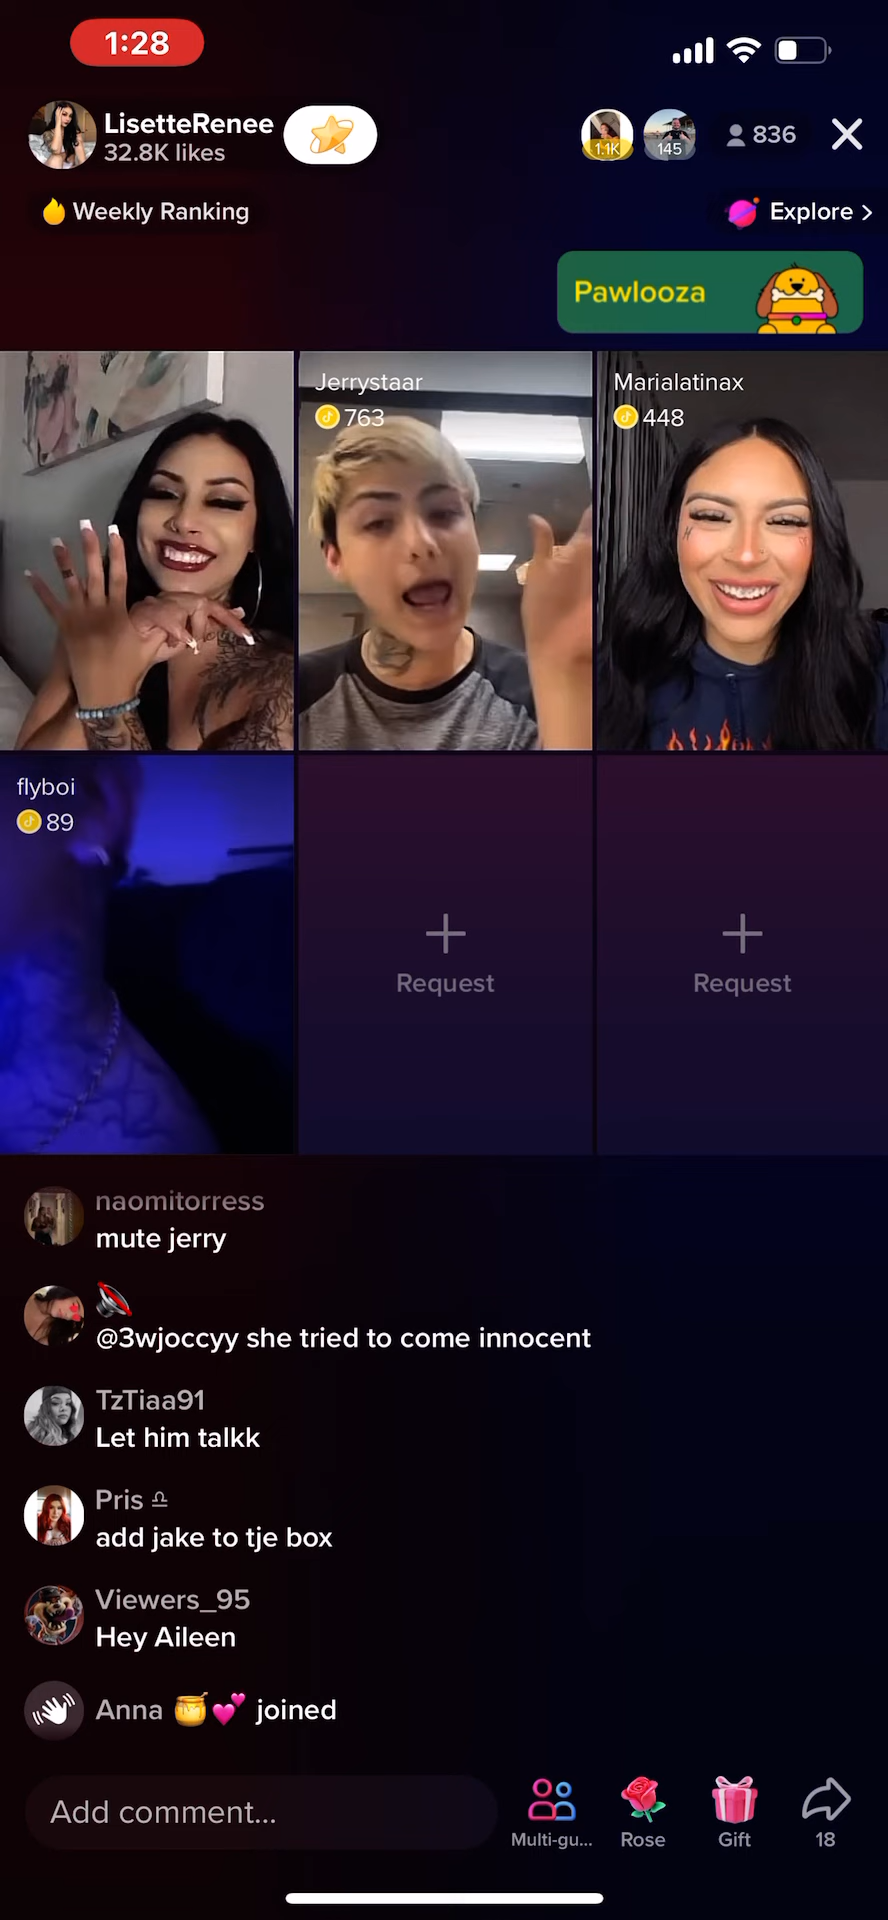 1:28
LisetteRenee
32.8K likes
1.1K
145
836
Weekly Ranking
Explore >
Pawlooza
Jerrystaar
763
Marialatinax
448
flyboi
89
Request
Request
naomitorress
mute jerry
@3wjoccyy she tried to come innocent
TzTiaa91
Let him talkk
Pris ♎︎
add jake to tje box
Viewers_95
Hey Aileen
Anna 🍯💕 joined
Add comment...
Multi-gu...
Rose
Gift
18